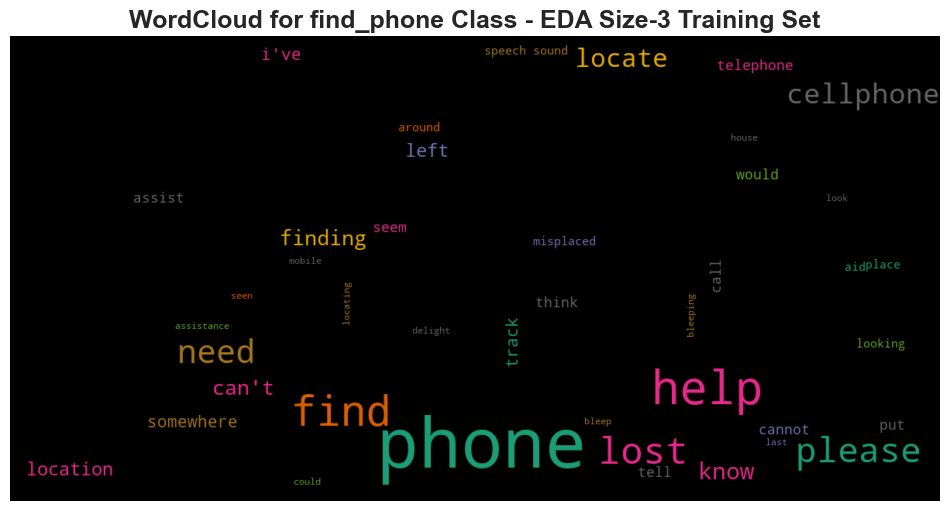 WordCloud for find_phone Class - EDA Size-3 Training Set
i've
speech sound
locate
telephone
cellphone
around
left
house
would
look
assist
finding
seem
misplaced
mobile
aid
place
call
seen
locating
think
bleeping
assistance
delight
track
looking
need
can't
help
find
somewhere
phone
bleep
lost
cannot
last
put
please
location
could
tell
know